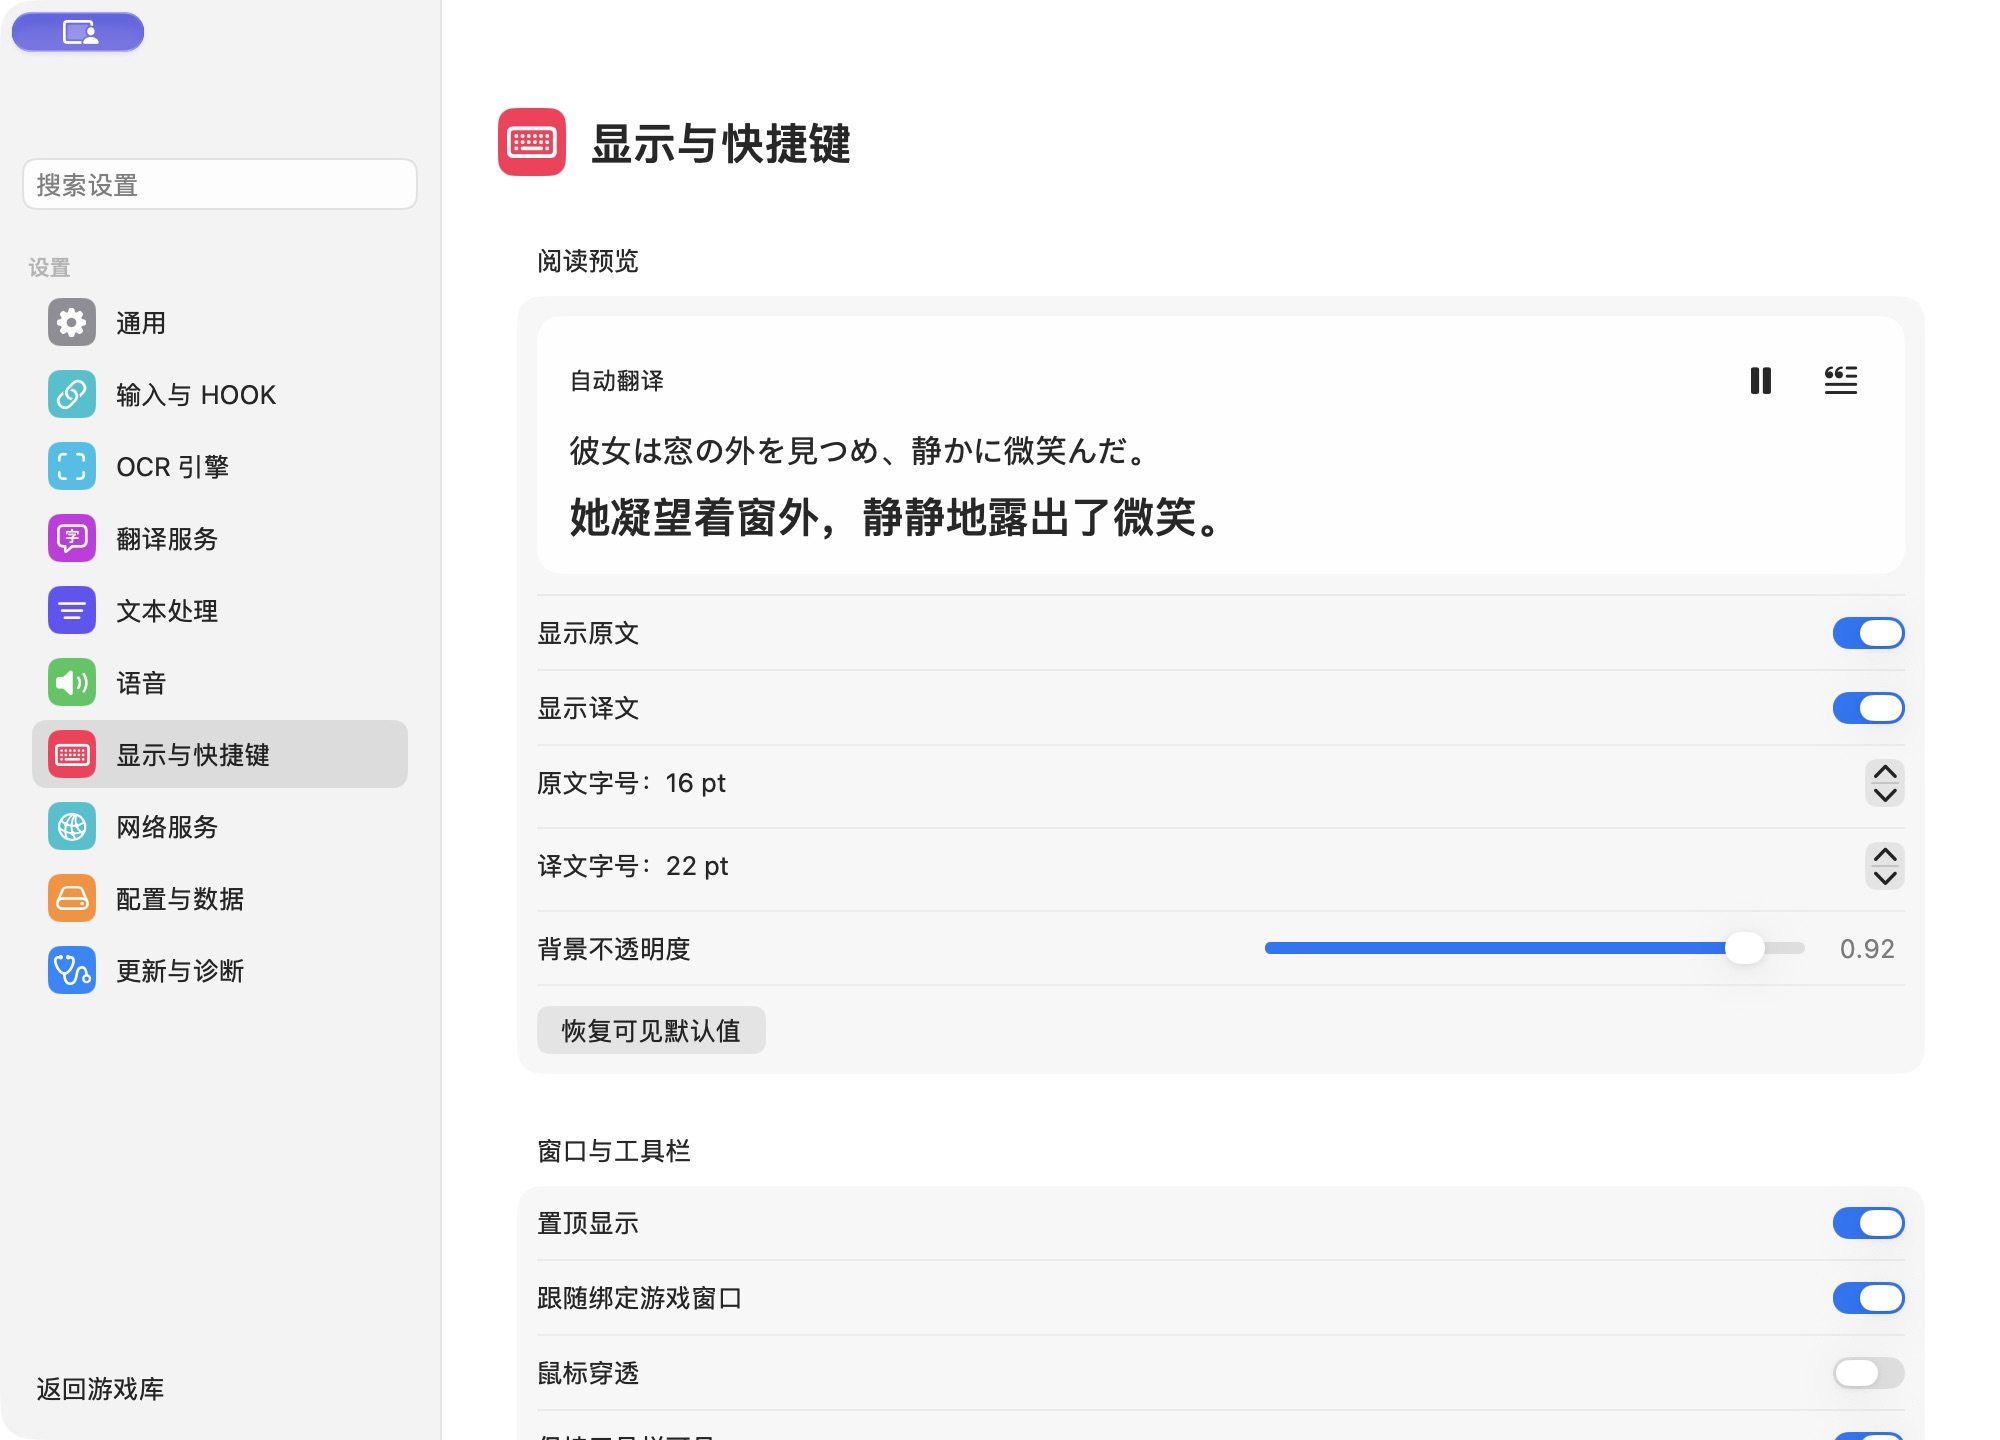 搜索设置
设置
通用
输入与 HOOK
OCR 引擎
字
翻译服务
文本处理
语音
显示与快捷键
网络服务
配置与数据
更新与诊断
返回游戏库
显示与快捷键
阅读预览
自动翻译
彼女は窓の外を見つめ、静かに微笑んだ。
她凝望着窗外，静静地露出了微笑。
显示原文
显示译文
原文字号：16 pt
译文字号：22 pt
背景不透明度
0.92
恢复可见默认值
窗口与工具栏
置顶显示
跟随绑定游戏窗口
鼠标穿透